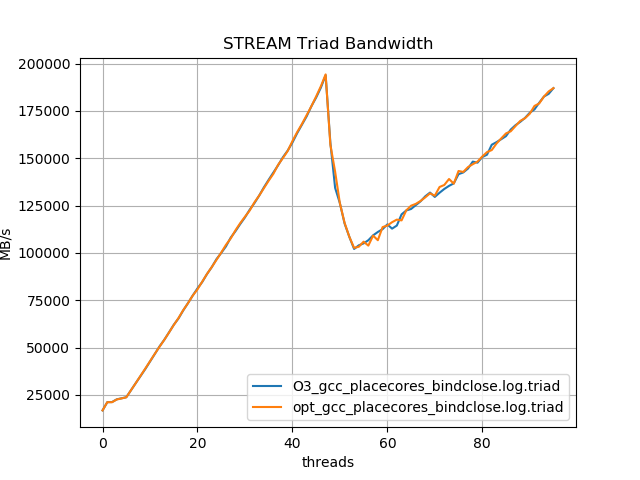 STREAM Triad Bandwidth
200000
175000
150000
125000
100000
75000
50000
25000
MB/s
0
20
40
60
80
threads
O3_gcc_placecores_bindclose.log.triad
opt_gcc_placecores_bindclose.log.triad